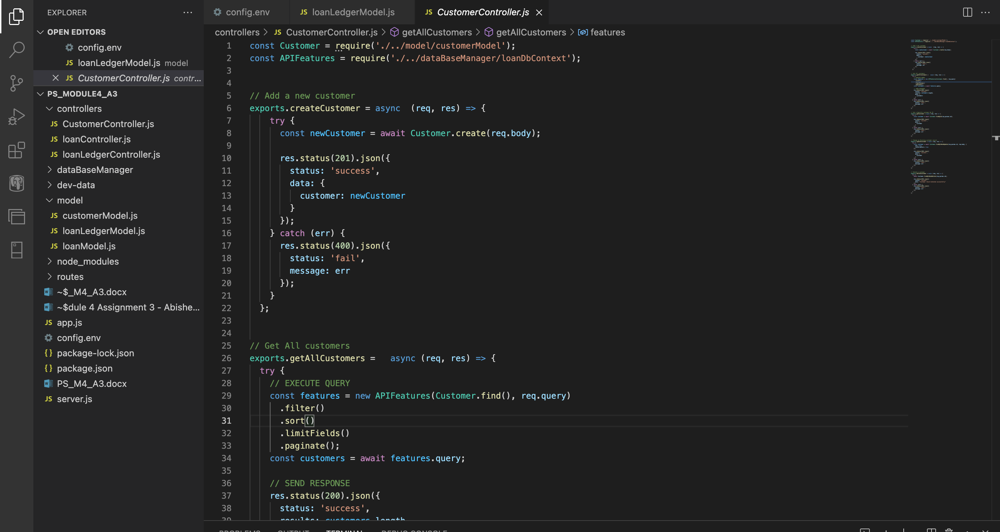 EXPLORER
OPEN EDITORS
config.env
JS loanLedgerModel.js model
JS CustomerController.js contr...
PS_MODULE4_A3
controllers
JS CustomerController.js
JS loanController.js
JS loanLedgerController.js
dataBaseManager
dev-data
model
JS customerModel.js
JS loanLedgerModel.js
JS loanModel.js
node_modules
routes
~$_M4_A3.docx
~$dule 4 Assignment 3 - Abishe...
JS app.js
config.env
{} package-lock.json
{} package.json
PS_M4_A3.docx
JS server.js
config.env JS loanLedgerModel.js JS CustomerController.js
controllers > JS CustomerController.js > getAllCustomers > getAllCustomers > features
1 const Customer = require('./../model/customerModel');
2 const APIFeatures = require('./../dataBaseManager/loanDbContext');
3
4
5 // Add a new customer
6 exports.createCustomer = async  (req, res) => {
7 try {
8 const newCustomer = await Customer.create(req.body);
9
10 res.status(201).json({
11 status: 'success',
12 data: {
13 customer: newCustomer
14 }
15 });
16 } catch (err) {
17 res.status(400).json({
18 status: 'fail',
19 message: err
20 });
21 }
22 };
23
24
25 // Get All customers
26 exports.getAllCustomers =   async (req, res) => {
27 try {
28 // EXECUTE QUERY
29 const features = new APIFeatures(Customer.find(), req.query)
30 .filter()
31 .sort()
32 .limitFields()
33 .paginate();
34 const customers = await features.query;
35
36 // SEND RESPONSE
37 res.status(200).json({
38 status: 'success',
39 results: customers.length
PROBLEMS OUTPUT TERMINAL DEBUG CONSOLE